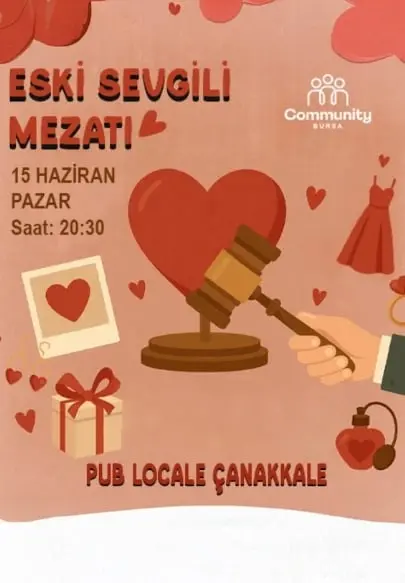 ESKİ SEVGİLİ
MEZATI
Community
BURSA
15 HAZİRAN
PAZAR
Saat: 20:30
PUB LOCALE ÇANAKKALE